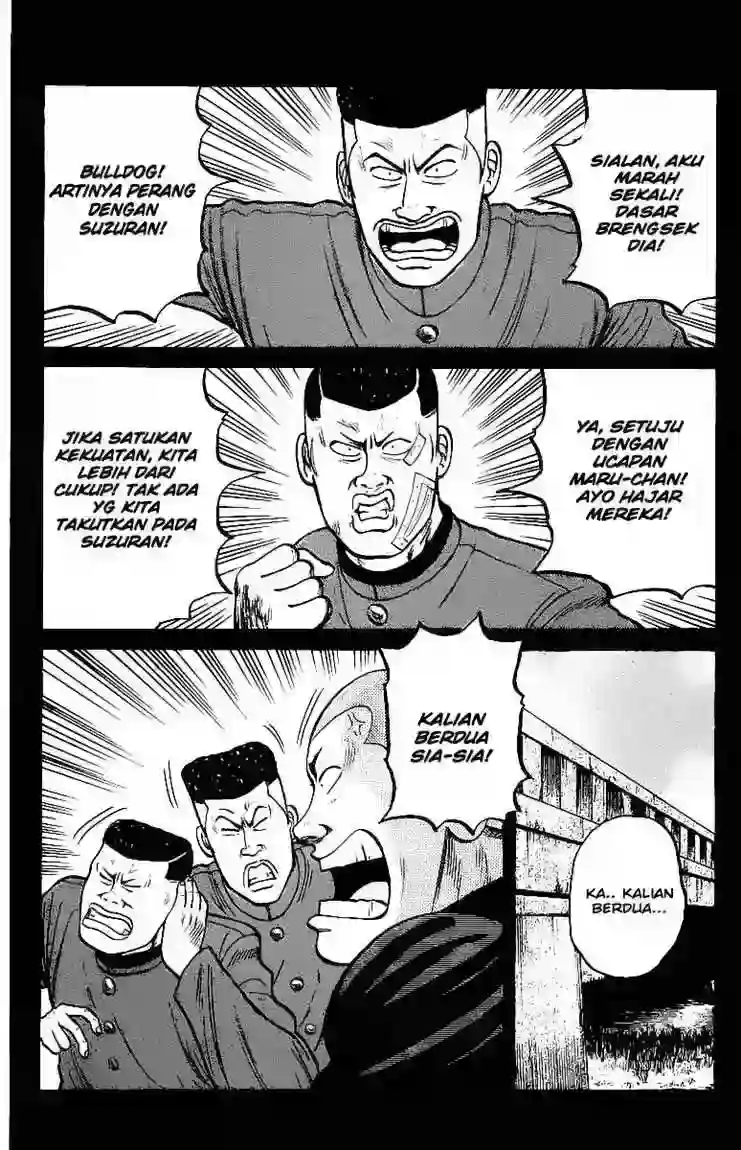 SIALAN, AKU
MARAH
SEKALI!
DASAR
BRENGSEK
DIA!
BULLDOG!
ARTINYA PERANG
DENGAN
SUZURAN!
YA, SETUJU
DENGAN
UCAPAN
MARU-CHAN!
AYO HAJAR
MEREKA!
JIKA SATUKAN
KEKUATAN, KITA
LEBIH DARI
CUKUP! TAK ADA
YG KITA
TAKUTKAN PADA
SUZURAN!
KA.. KALIAN
BERDUA...
KALIAN
BERDUA
SIA-SIA!